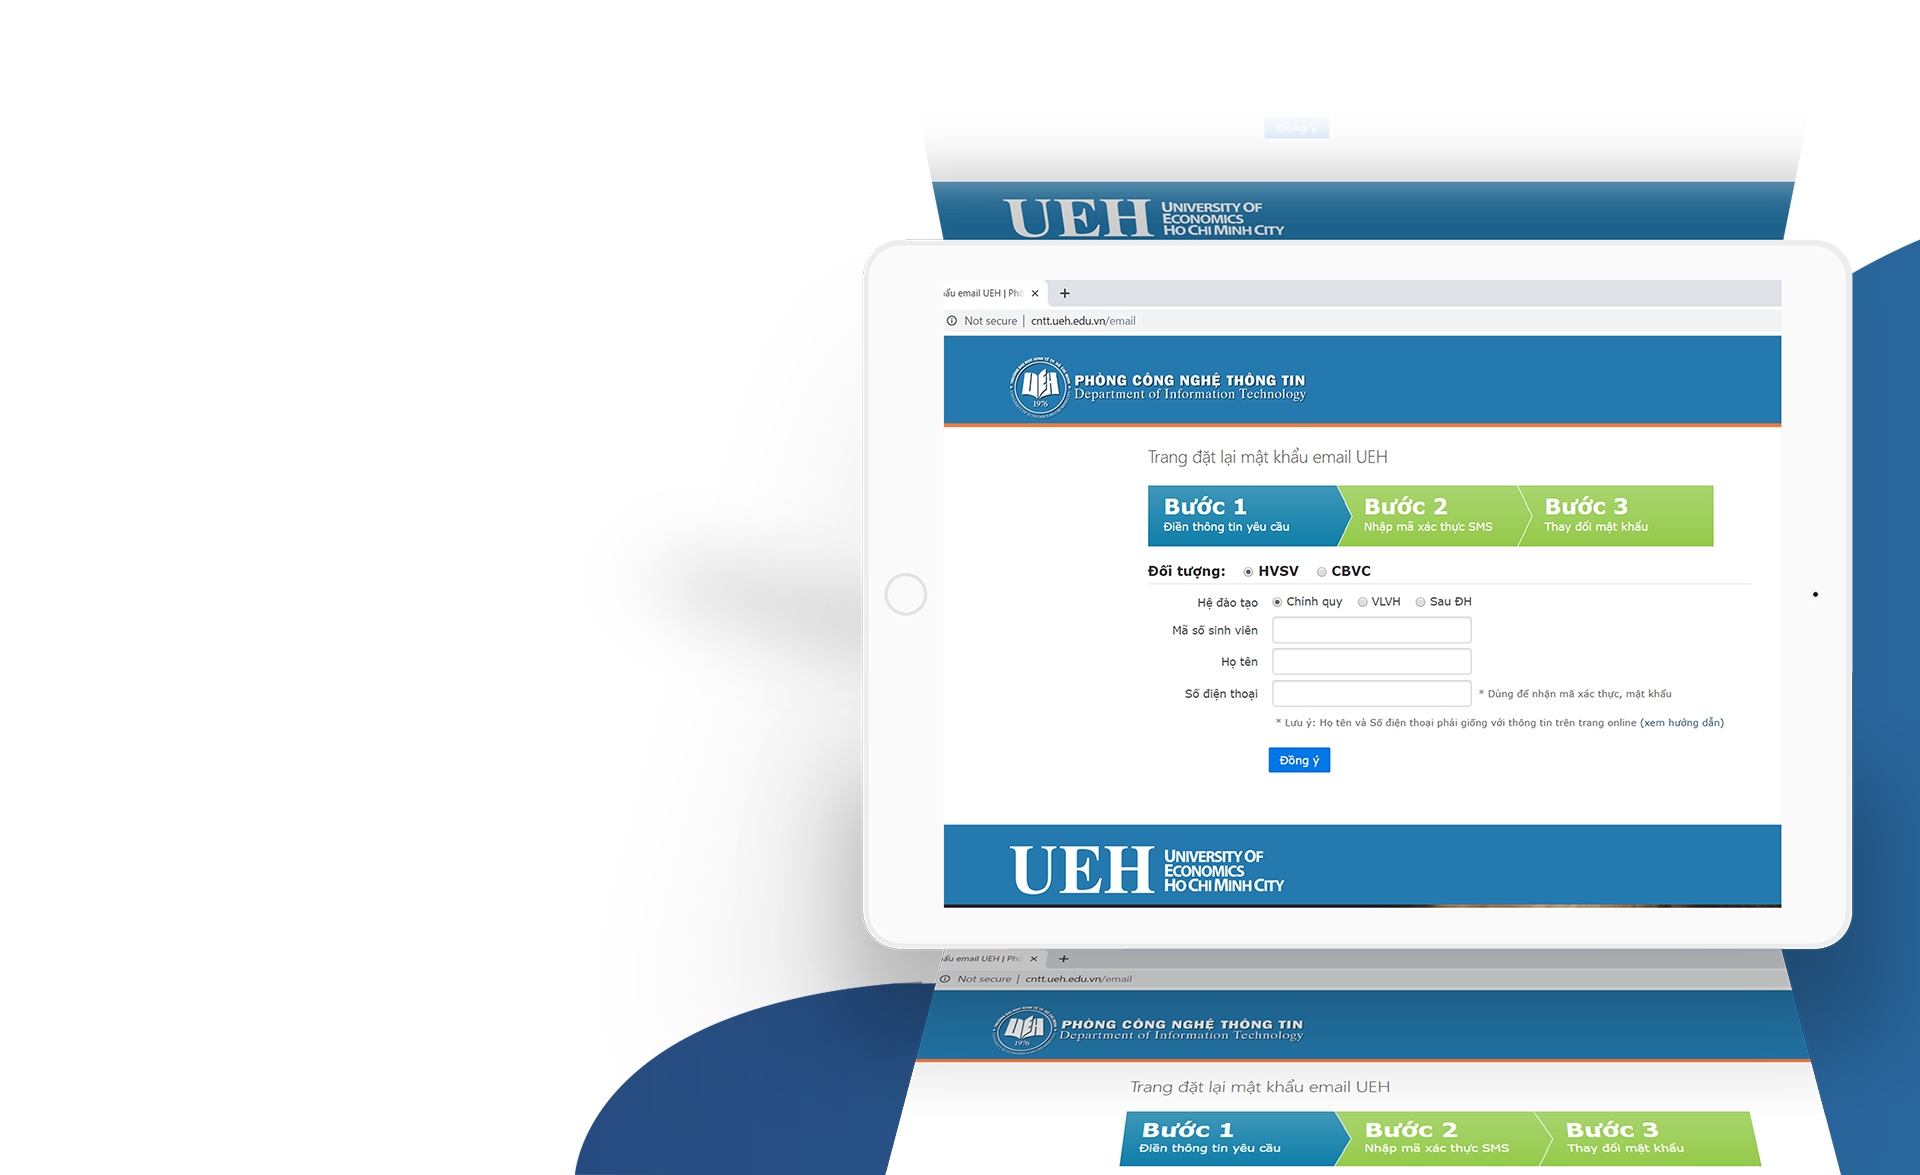 Đồng ý
UEH UNIVERSITY OF
ECONOMICS
HO CHI MINH CITY
ẩu email UEH | Phò × +
Not secure | cntt.ueh.edu.vn/email
UEH
1976
PHÒNG CÔNG NGHỆ THÔNG TIN
Department of Information Technology
Trang đặt lại mật khẩu email UEH
Bước 1
Điền thông tin yêu cầu
Bước 2
Nhập mã xác thực SMS
Bước 3
Thay đổi mật khẩu
Đối tượng: HVSV CBVC
Hệ đào tạo Chính quy VLVH Sau ĐH
Mã số sinh viên
Họ tên
Số điện thoại * Dùng để nhận mã xác thực, mật khẩu
* Lưu ý: Họ tên và Số điện thoại phải giống với thông tin trên trang online (xem hướng dẫn)
Đồng ý
UEH UNIVERSITY OF
ECONOMICS
HO CHI MINH CITY
ẩu email UEH | Phò × +
Not secure | cntt.ueh.edu.vn/email
UEH
1976
PHÒNG CÔNG NGHỆ THÔNG TIN
Department of Information Technology
Trang đặt lại mật khẩu email UEH
Bước 1
Điền thông tin yêu cầu
Bước 2
Nhập mã xác thực SMS
Bước 3
Thay đổi mật khẩu